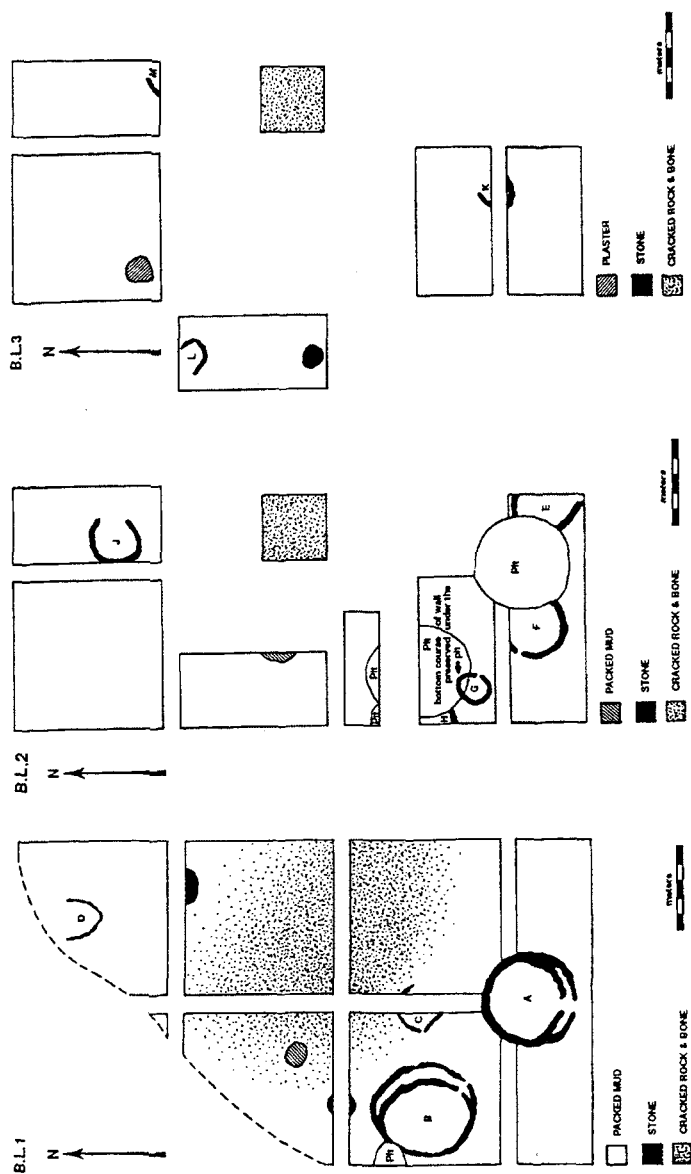 B.L.1
N
D
C
Pit
B
A
meters
PACKED MUD
STONE
CRACKED ROCK & BONE
B.L.2
N
J
Pit
Pit
Pit
bottom course of wall
preserved under the
pit
H
G
Pit
F
E
meters
PACKED MUD
STONE
CRACKED ROCK & BONE
B.L.3
N
M
L
K
meters
PLASTER
STONE
CRACKED ROCK & BONE